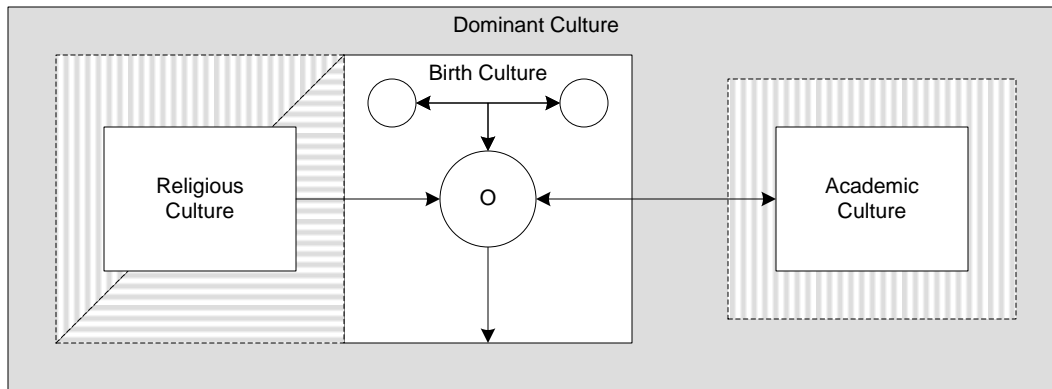 Dominant Culture
Birth Culture
Religious
Culture
O
Academic
Culture